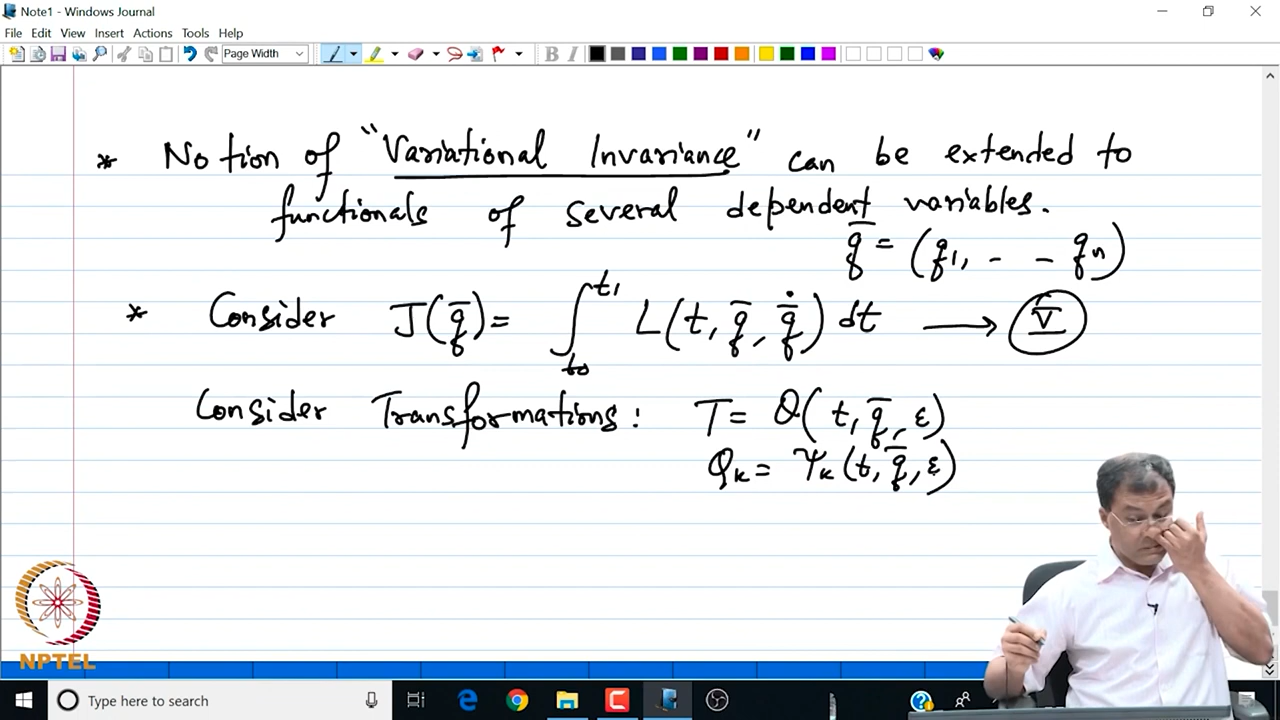 Note1 - Windows Journal
File Edit View Insert Actions Tools Help
Page Width
* Notion of "Variational Invariance" can be extended to
functionals of several dependent variables.
q̄ = (q1, - - qn)
* Consider J(q̄) = ∫_{t0}^{t1} L(t, q̄, q̄̇) dt → V
Consider Transformations: T = θ(t, q̄, ε)
Qk = Ψk(t, q̄, ε)
NPTEL
Type here to search